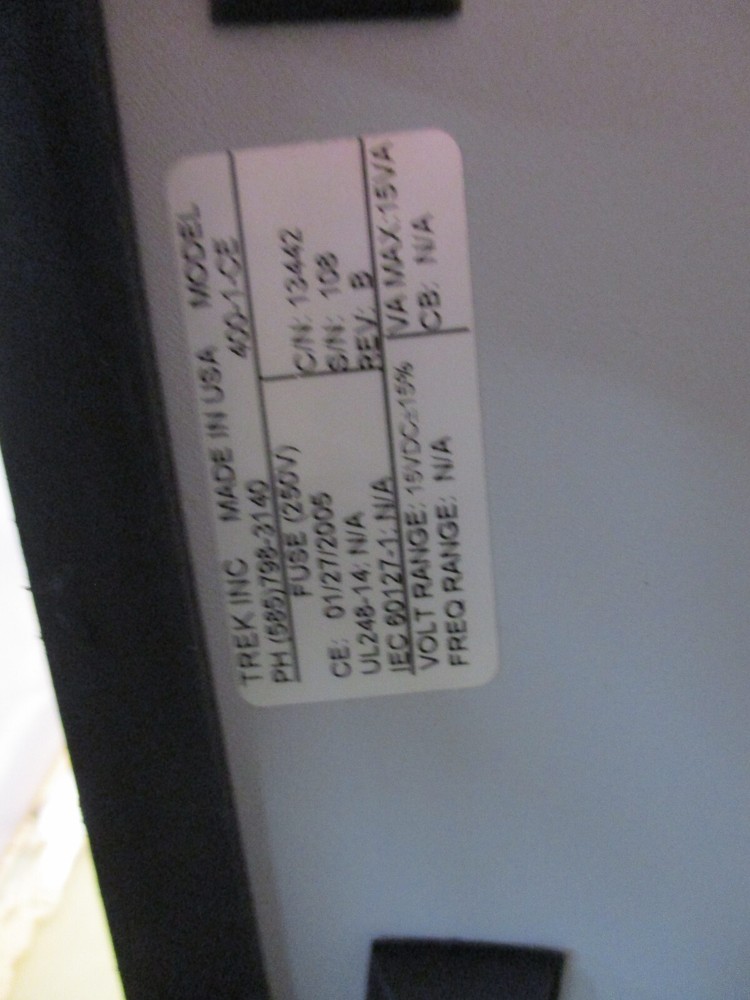 TREK INC MADE IN USA MODEL
PH (585)798-3140 400-1-CE
FUSE (250V)
CE: 01/27/2005
UL248-14: N/A
IEC 60127-1: N/A
C/N: 13442
S/N: 108
REV: B
VOLT RANGE: 15VDC±15%
FREQ RANGE: N/A
VA MAX:15VA
CB: N/A